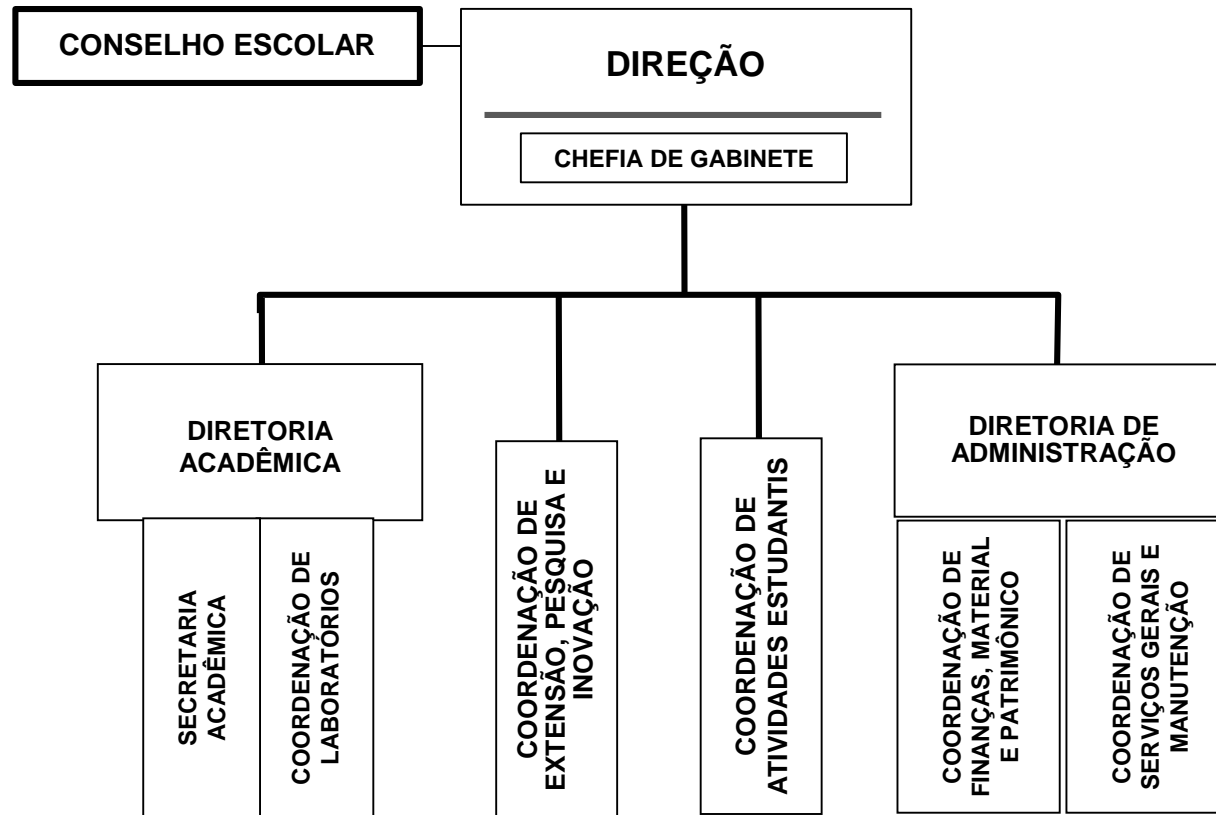 CONSELHO ESCOLAR
DIREÇÃO
CHEFIA DE GABINETE
DIRETORIA
ACADÊMICA
DIRETORIA DE
ADMINISTRAÇÃO
SECRETARIA
ACADÊMICA
COORDENAÇÃO DE
LABORATÓRIOS
COORDENAÇÃO DE
EXTENSÃO, PESQUISA E
INOVAÇÃO
COORDENAÇÃO DE
ATIVIDADES ESTUDANTIS
COORDENAÇÃO DE
FINANÇAS, MATERIAL
E PATRIMÔNICO
COORDENAÇÃO DE
SERVIÇOS GERAIS E
MANUTENÇÃO